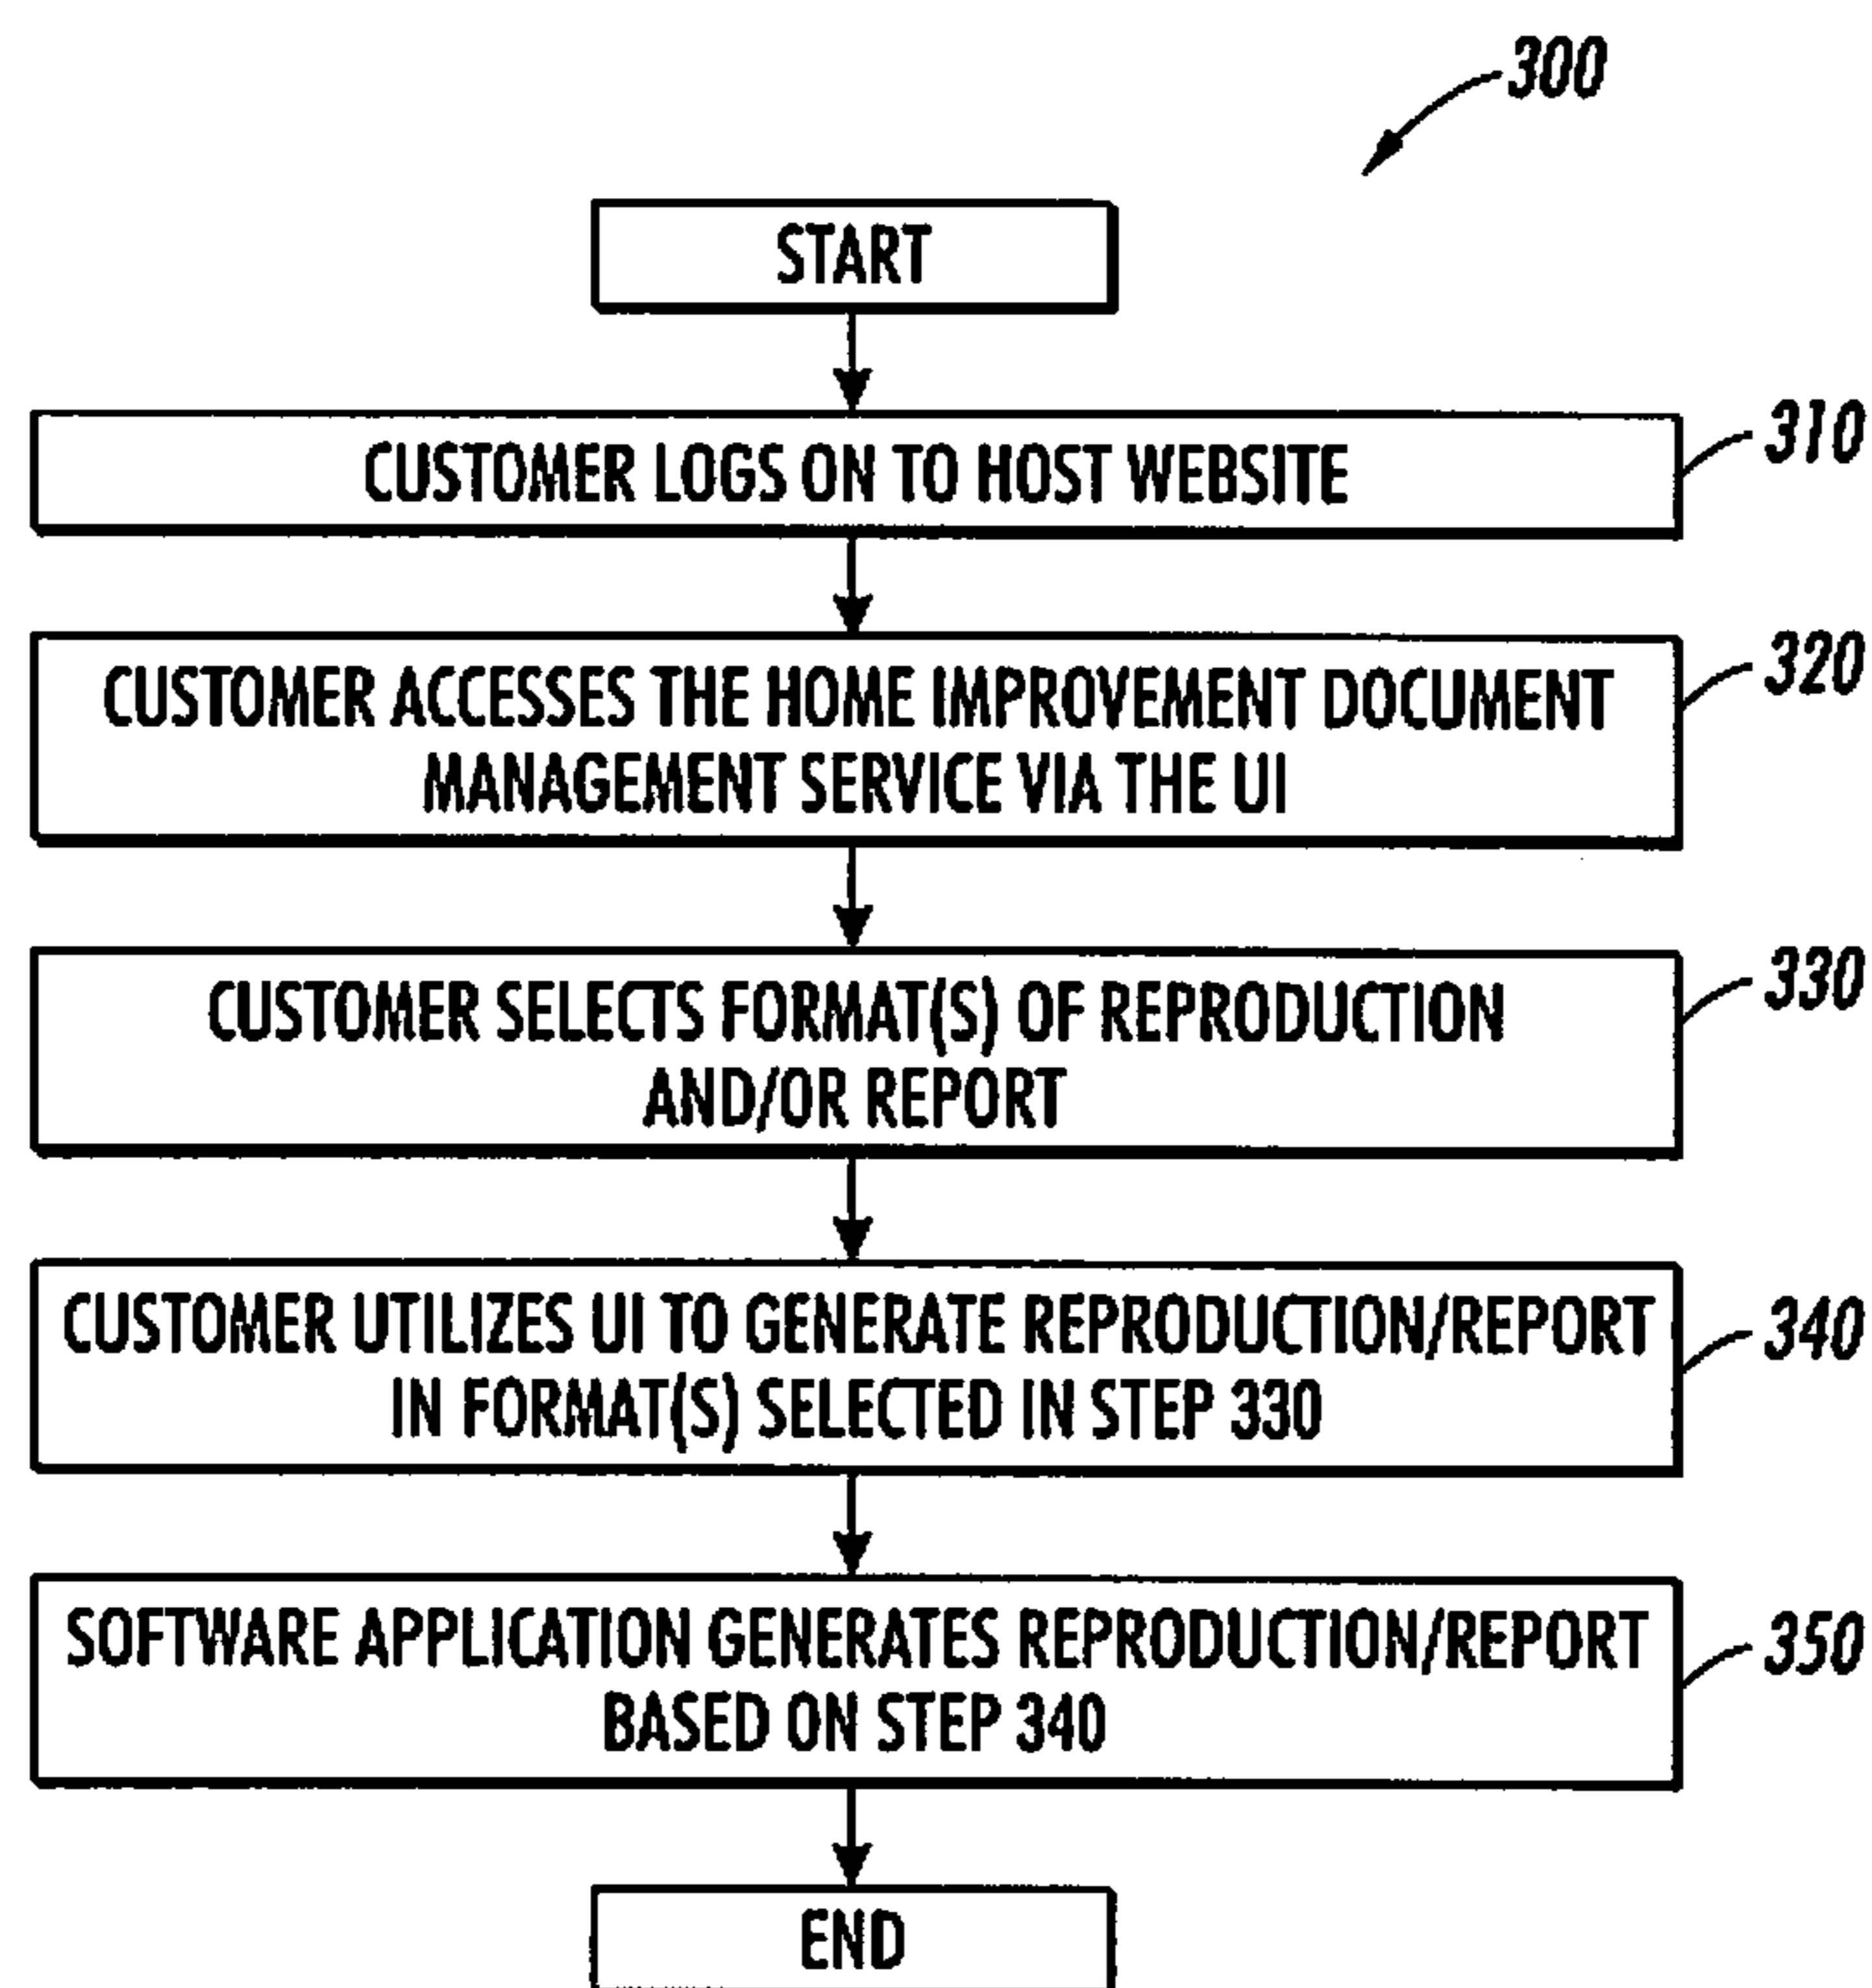 300
START
CUSTOMER LOGS ON TO HOST WEBSITE
310
CUSTOMER ACCESSES THE HOME IMPROVEMENT DOCUMENT
MANAGEMENT SERVICE VIA THE UI
320
CUSTOMER SELECTS FORMAT(S) OF REPRODUCTION
AND/OR REPORT
330
CUSTOMER UTILIZES UI TO GENERATE REPRODUCTION/REPORT
IN FORMAT(S) SELECTED IN STEP 330
340
SOFTWARE APPLICATION GENERATES REPRODUCTION/REPORT
BASED ON STEP 340
350
END